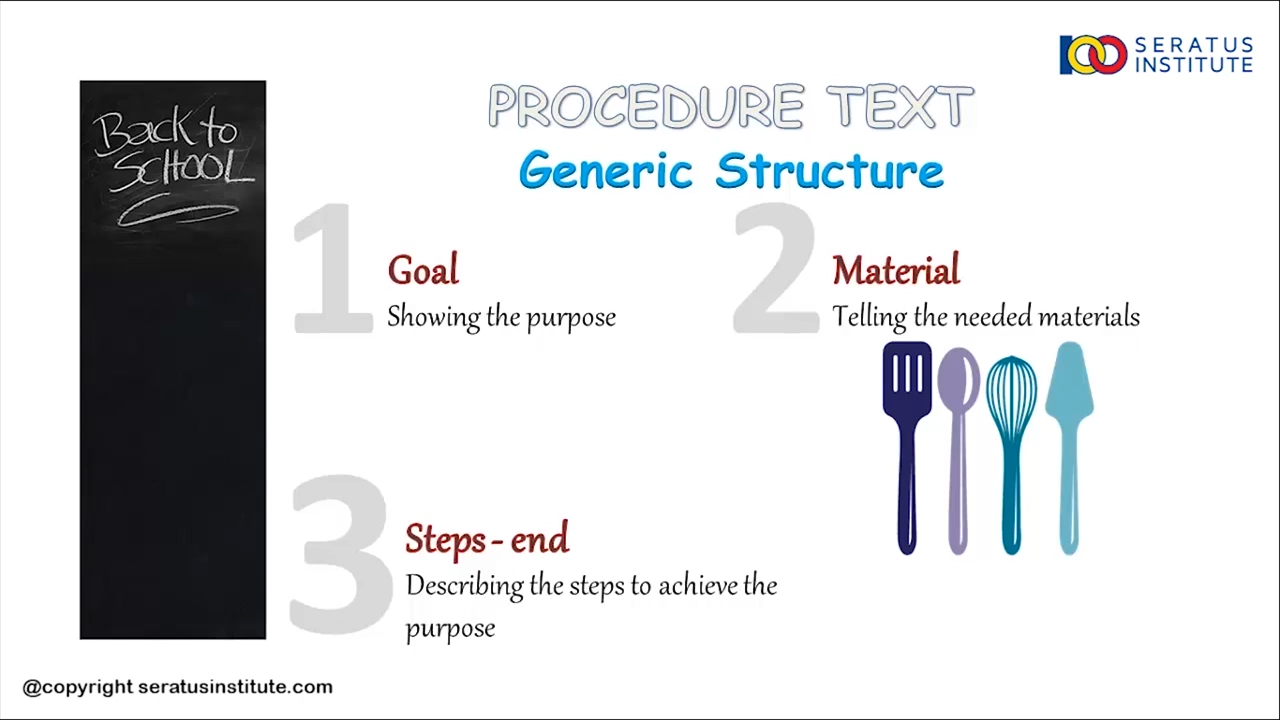 SERATUS
INSTITUTE
Back to
SCHOOL
PROCEDURE TEXT
Generic Structure
1
Goal
Showing the purpose
2
Material
Telling the needed materials
3
Steps - end
Describing the steps to achieve the
purpose
@copyright seratusinstitute.com